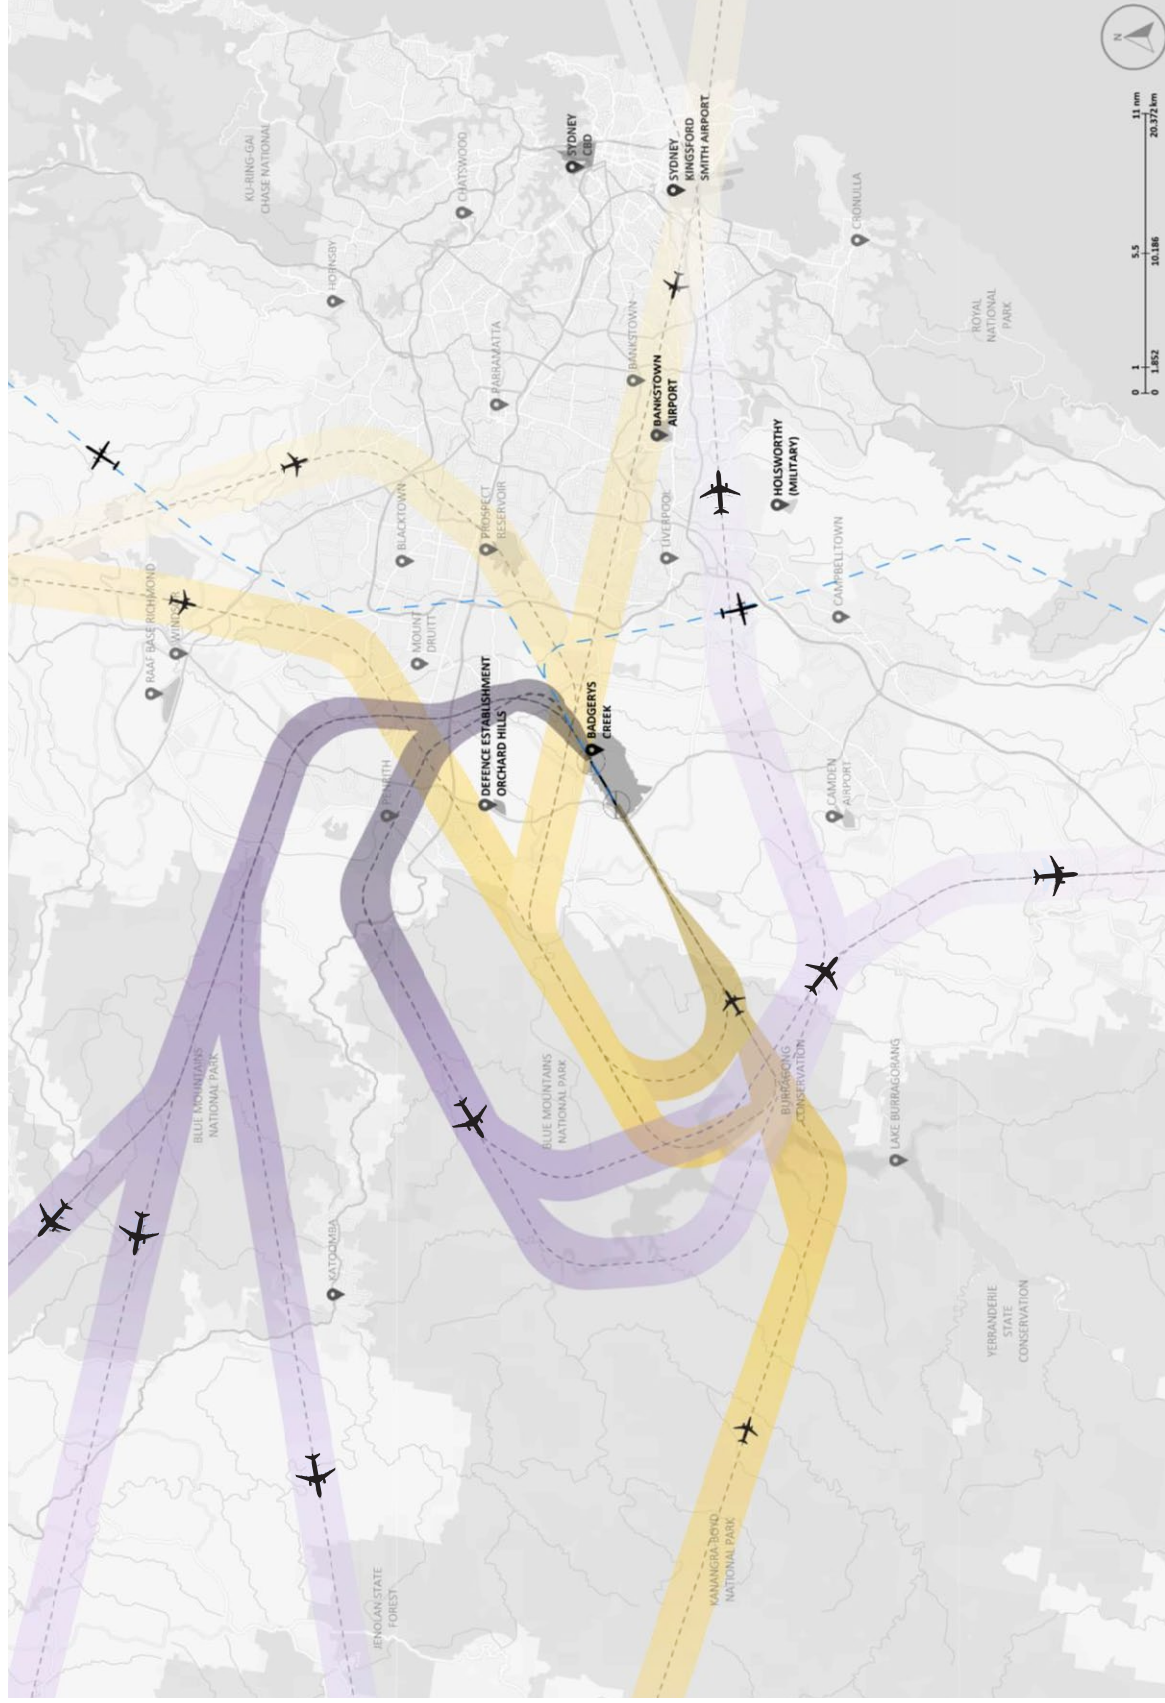 RAAF BASE RICHMOND
WINDSOR
BLUE MOUNTAINS
NATIONAL PARK
KU-RING-GAI
CHASE NATIONAL
KATOOMBA
HORNSBY
JENOLAN STATE
FOREST
PENRITH
BLACKTOWN
MOUNT
DRUITT
CHATSWOOD
DEFENCE ESTABLISHMENT
ORCHARD HILLS
PROSPECT
RESERVOIR
PARRAMATTA
BLUE MOUNTAINS
NATIONAL PARK
SYDNEY
CBD
BADGERYS
CREEK
BANKSTOWN
BANKSTOWN
AIRPORT
LIVERPOOL
SYDNEY
KINGSFORD
SMITH AIRPORT
KANANGRA-BOYD
NATIONAL PARK
HOLSWORTHY
(MILITARY)
BURRAGONG
CONSERVATION
CAMDEN
AIRPORT
CAMPBELLTOWN
CRONULLA
LAKE BURRAGORANG
ROYAL
NATIONAL
PARK
YERRANDERIE
STATE
CONSERVATION
N
0 1 5.5 11 nm
0 1.852 10.186 20.372 km